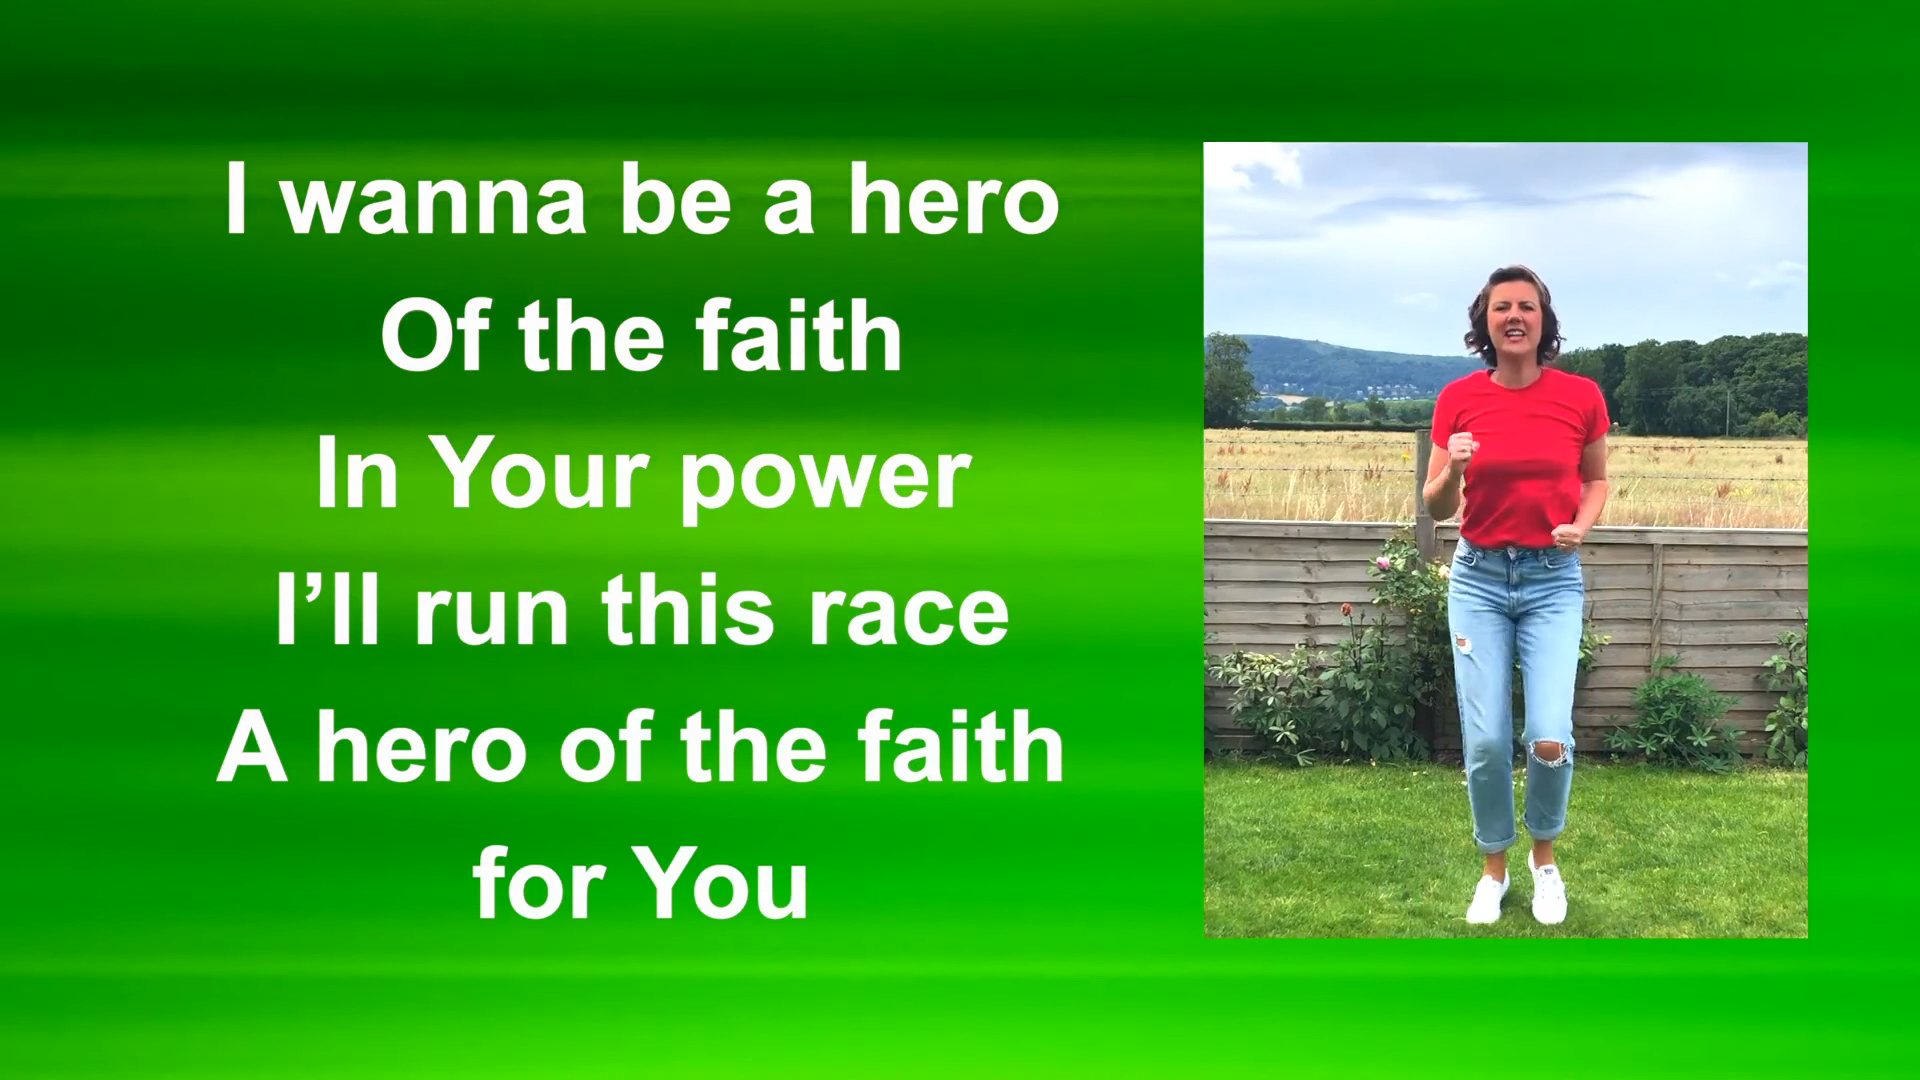 I wanna be a hero
Of the faith
In Your power
I’ll run this race
A hero of the faith
for You